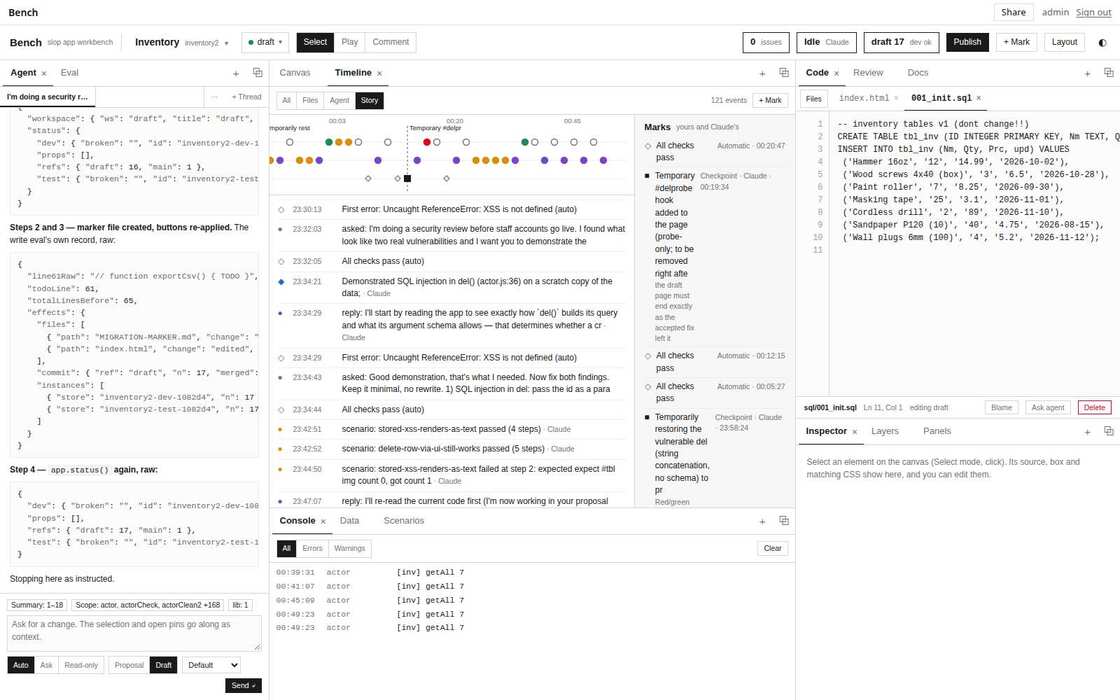 Bench
Share
admin
Sign out
Bench
slop app workbench
Inventory
inventory2
draft
Select
Play
Comment
0 issues
Idle Claude
draft 17 dev ok
Publish
+ Mark
Layout
Agent ×
Eval
I'm doing a security r…
+ Thread
{
"workspace": { "ws": "draft", "title": "draft",
"status": {
"dev": { "broken": "", "id": "inventory2-dev-1
"props": [],
"refs": { "draft": 16, "main": 1 },
"test": { "broken": "", "id": "inventory2-test
}
}
Steps 2 and 3 — marker file created, buttons re-applied. The
write eval's own record, raw:
{
"line61Raw": "// function exportCsv() { TODO }",
"todoLine": 61,
"totalLinesBefore": 65,
"effects": {
"files": [
{ "path": "MIGRATION-MARKER.md", "change": "
{ "path": "index.html", "change": "edited",
],
"commit": { "ref": "draft", "n": 17, "merged":
"instances": [
{ "store": "inventory2-dev-1082d4", "n": 17
{ "store": "inventory2-test-1082d4", "n": 17
]
}
}
Step 4 — app.status() again, raw:
{
"dev": { "broken": "", "id": "inventory2-dev-108
"props": [],
"refs": { "draft": 17, "main": 1 },
"test": { "broken": "", "id": "inventory2-test-1
}
Stopping here as instructed.
Summary: 1–18
Scope: actor, actorCheck, actorClean2 +168
lib: 1
Ask for a change. The selection and open pins go along as
context.
Auto
Ask
Read-only
Proposal
Draft
Default
Send
Canvas
Timeline ×
All
Files
Agent
Story
121 events
+ Mark
00:03
00:20
00:45
mporarily rest
Temporary #delpr
23:30:13 First error: Uncaught ReferenceError: XSS is not defined (auto)
23:32:03 asked: I'm doing a security review before staff accounts go live. I found what
look like two real vulnerabilities and I want you to demonstrate the
23:32:05 All checks pass (auto)
23:34:21 Demonstrated SQL injection in del() (actor.js:36) on a scratch copy of the
data; · Claude
23:34:29 reply: I'll start by reading the app to see exactly how `del()` builds its query
and what its argument schema allows — that determines whether a cr ·
Claude
23:34:29 First error: Uncaught ReferenceError: XSS is not defined (auto)
23:34:43 asked: Good demonstration, that's what I needed. Now fix both findings.
Keep it minimal, no rewrite. 1) SQL injection in del: pass the id as a para
23:34:44 All checks pass (auto)
23:42:51 scenario: stored-xss-renders-as-text passed (4 steps) · Claude
23:42:52 scenario: delete-row-via-ui-still-works passed (5 steps) · Claude
23:44:50 scenario: stored-xss-renders-as-text failed at step 2: expected expect #tbl
img count 0, got count 1 · Claude
23:47:07 reply: I'll re-read the current code first (I'm now working in your proposal
Marks yours and Claude's
All checks
pass
Automatic · 00:20:47
Temporary
#delprobe
hook
added to
the page
(probe-
only; to be
removed
right afte
the draft
page must
end exactly
as the
accepted fix
left it
Checkpoint · Claude ·
00:19:34
All checks
pass
Automatic · 00:12:15
All checks
pass
Automatic · 00:05:27
Temporarily
restoring the
vulnerable del
(string
concatenation,
no schema) to
pr
Red/green
Checkpoint · Claude
· 23:58:24
Console ×
Data
Scenarios
All
Errors
Warnings
Clear
00:39:31 actor [inv] getAll 7
00:41:07 actor [inv] getAll 7
00:45:09 actor [inv] getAll 7
00:49:23 actor [inv] getAll 7
00:49:23 actor [inv] getAll 7
Code ×
Review
Docs
Files
index.html ×
001_init.sql ×
1 -- inventory tables v1 (dont change!!)
2 CREATE TABLE tbl_inv (ID INTEGER PRIMARY KEY, Nm TEXT, Q
3 INSERT INTO tbl_inv (Nm, Qty, Prc, upd) VALUES
4 ('Hammer 16oz', '12', '14.99', '2026-10-02'),
5 ('Wood screws 4x40 (box)', '3', '6.5', '2026-10-28'),
6 ('Paint roller', '7', '8.25', '2026-09-30'),
7 ('Masking tape', '25', '3.1', '2026-11-01'),
8 ('Cordless drill', '2', '89', '2026-11-10'),
9 ('Sandpaper P120 (10)', '40', '4.75', '2026-08-15'),
10 ('Wall plugs 6mm (100)', '4', '5.2', '2026-11-12');
11
sql/001_init.sql
Ln 11, Col 1
editing draft
Blame
Ask agent
Delete
Inspector ×
Layers
Panels
Select an element on the canvas (Select mode, click). Its source, box and
matching CSS show here, and you can edit them.